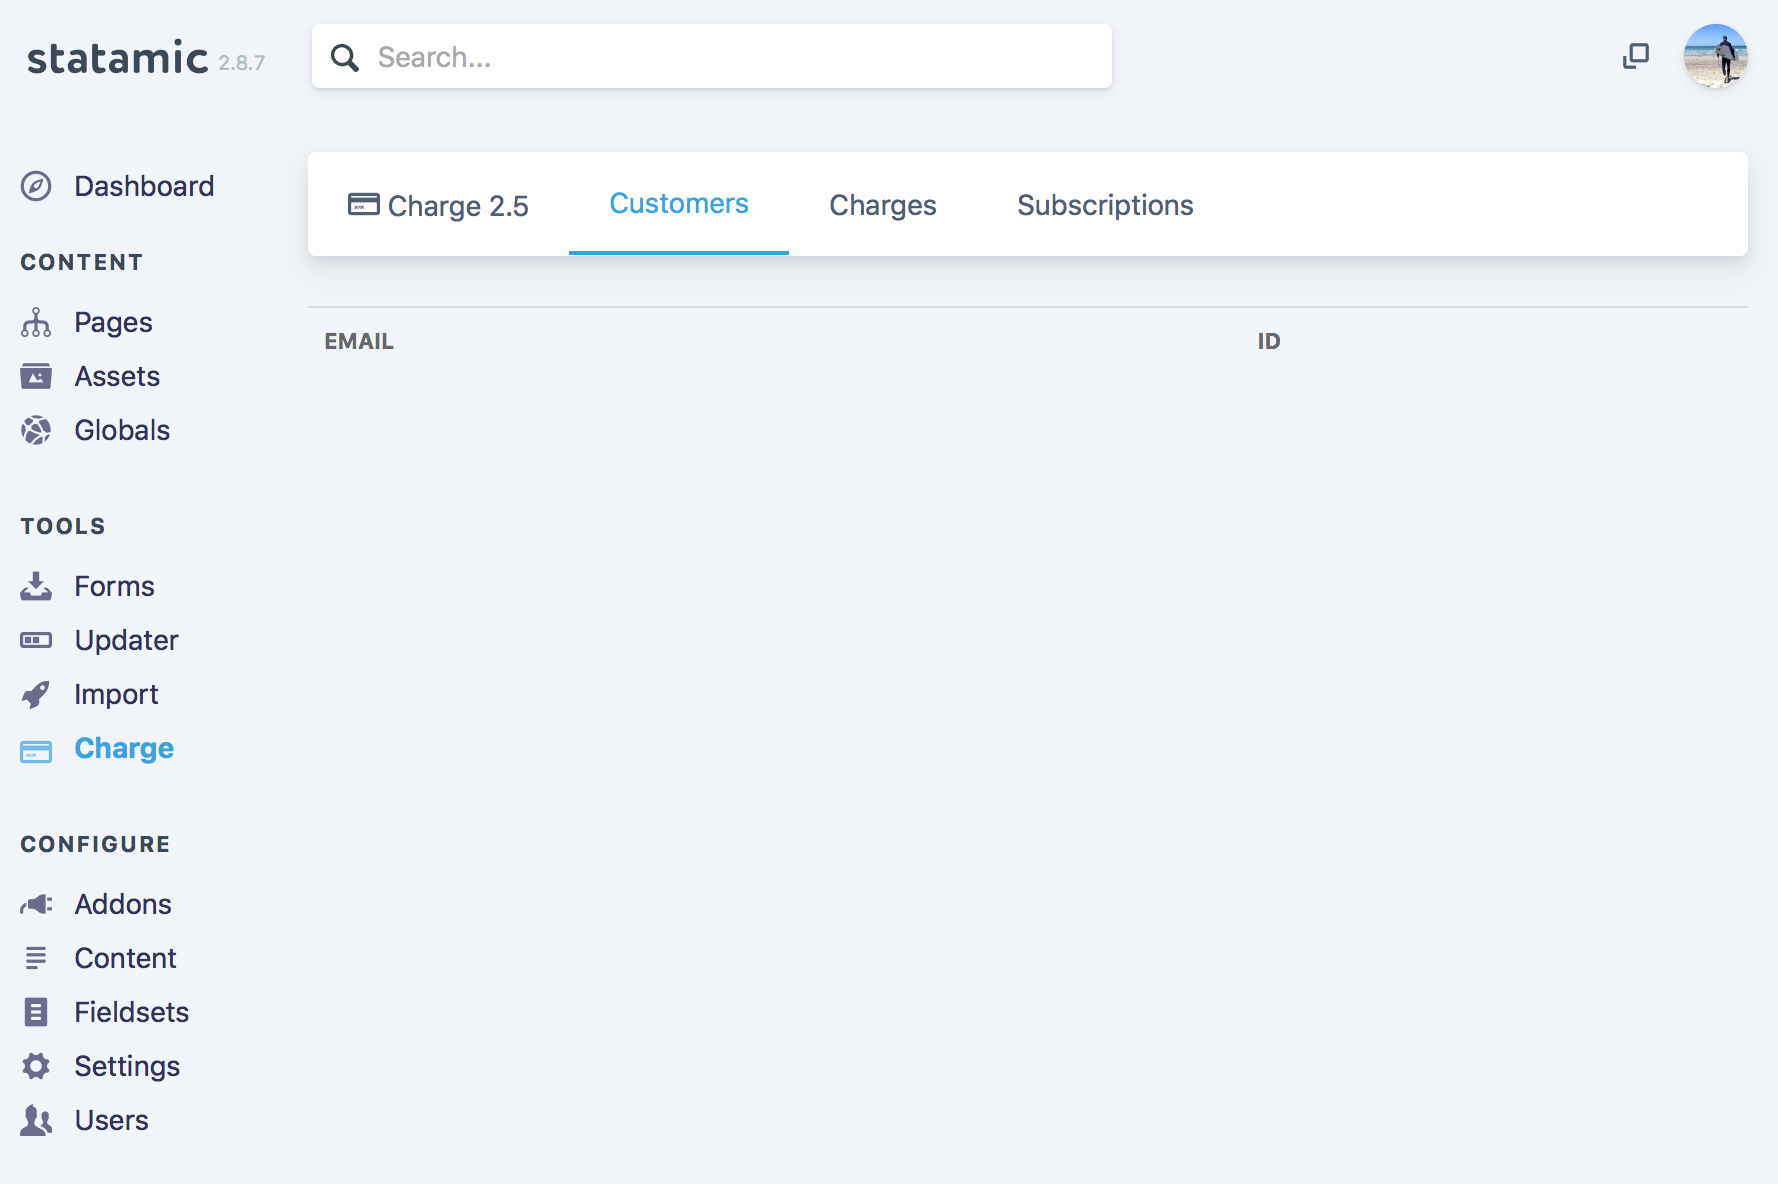 statamic 2.8.7
Search...
Dashboard
CONTENT
Pages
Assets
Globals
TOOLS
Forms
Updater
Import
Charge
CONFIGURE
Addons
Content
Fieldsets
Settings
Users
Charge 2.5 Customers Charges Subscriptions
EMAIL ID